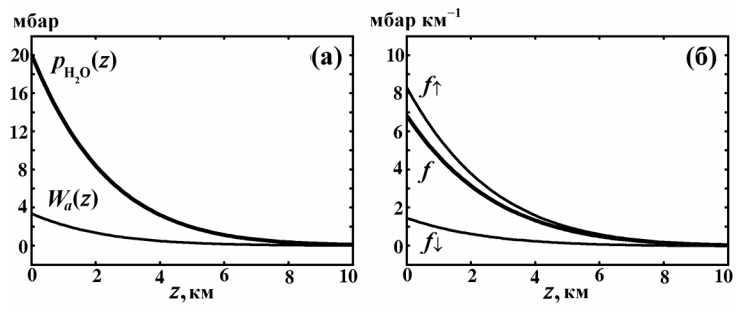 мбар
20
16
12
8
4
0
(а)
p_H₂O(z)
W_a(z)
0 2 4 6 8 10
z, км
мбар км⁻¹
10
8
6
4
2
0
(б)
f↑
f
f↓
0 2 4 6 8 10
z, км